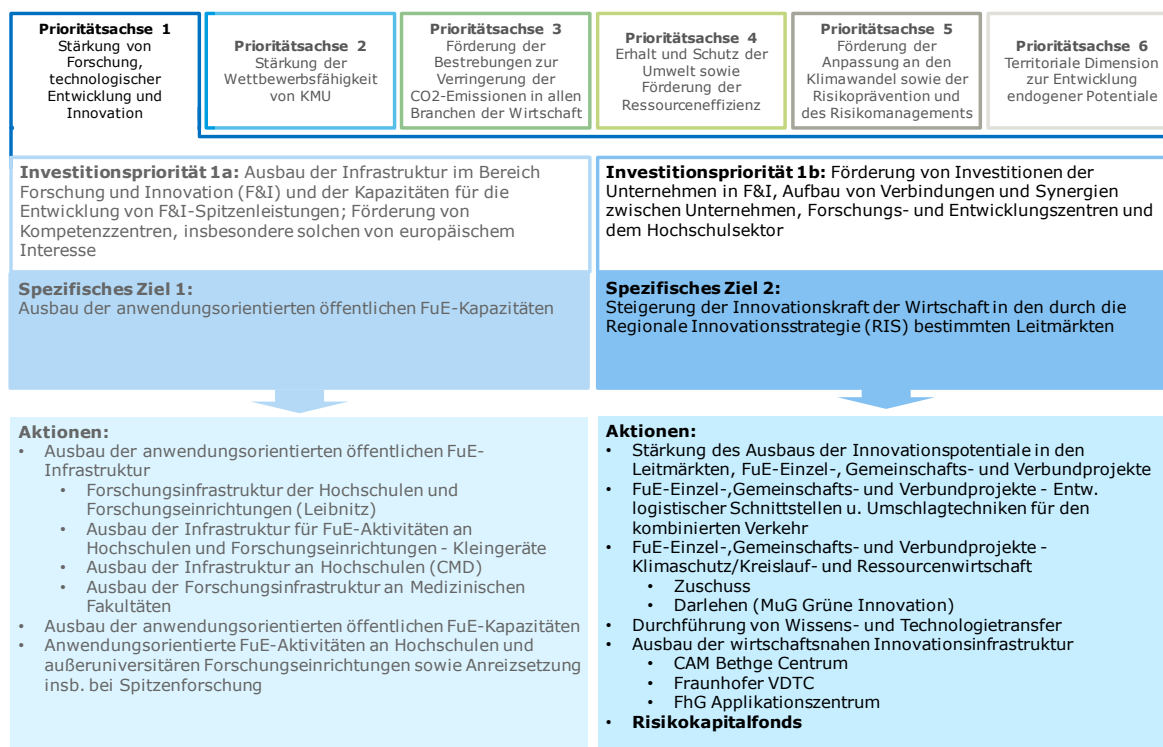 Prioritätsachse 1
Stärkung von
Forschung,
technologischer
Entwicklung und
Innovation
Prioritätsachse 2
Stärkung der
Wettbewerbsfähigkeit
von KMU
Prioritätsachse 3
Förderung der
Bestrebungen zur
Verringerung der
CO2-Emissionen in allen
Branchen der Wirtschaft
Prioritätsachse 4
Erhalt und Schutz der
Umwelt sowie
Förderung der
Ressourceneffizienz
Prioritätsachse 5
Förderung der
Anpassung an den
Klimawandel sowie der
Risikoprävention und
des Risikomanagements
Prioritätsachse 6
Territoriale Dimension
zur Entwicklung
endogener Potentiale
Investitionspriorität 1a: Ausbau der Infrastruktur im Bereich
Forschung und Innovation (F&I) und der Kapazitäten für die
Entwicklung von F&I-Spitzenleistungen; Förderung von
Kompetenzzentren, insbesondere solchen von europäischem
Interesse
Spezifisches Ziel 1:
Ausbau der anwendungsorientierten öffentlichen FuE-Kapazitäten
Aktionen:
• Ausbau der anwendungsorientierten öffentlichen FuE-
Infrastruktur
• Forschungsinfrastruktur der Hochschulen und
Forschungseinrichtungen (Leibnitz)
• Ausbau der Infrastruktur für FuE-Aktivitäten an
Hochschulen und Forschungseinrichtungen - Kleingeräte
• Ausbau der Infrastruktur an Hochschulen (CMD)
• Ausbau der Forschungsinfrastruktur an Medizinischen
Fakultäten
• Ausbau der anwendungsorientierten öffentlichen FuE-Kapazitäten
• Anwendungsorientierte FuE-Aktivitäten an Hochschulen und
außeruniversitären Forschungseinrichtungen sowie Anreizsetzung
insb. bei Spitzenforschung
Investitionspriorität 1b: Förderung von Investitionen der
Unternehmen in F&I, Aufbau von Verbindungen und Synergien
zwischen Unternehmen, Forschungs- und Entwicklungszentren und
dem Hochschulsektor
Spezifisches Ziel 2:
Steigerung der Innovationskraft der Wirtschaft in den durch die
Regionale Innovationsstrategie (RIS) bestimmten Leitmärkten
Aktionen:
• Stärkung des Ausbaus der Innovationspotentiale in den
Leitmärkten, FuE-Einzel-, Gemeinschafts- und Verbundprojekte
• FuE-Einzel-,Gemeinschafts- und Verbundprojekte - Entw.
logistischer Schnittstellen u. Umschlagtechniken für den
kombinierten Verkehr
• FuE-Einzel-,Gemeinschafts- und Verbundprojekte -
Klimaschutz/Kreislauf- und Ressourcenwirtschaft
• Zuschuss
• Darlehen (MuG Grüne Innovation)
• Durchführung von Wissens- und Technologietransfer
• Ausbau der wirtschaftsnahen Innovationsinfrastruktur
• CAM Bethge Centrum
• Fraunhofer VDTC
• FhG Applikationszentrum
• Risikokapitalfonds